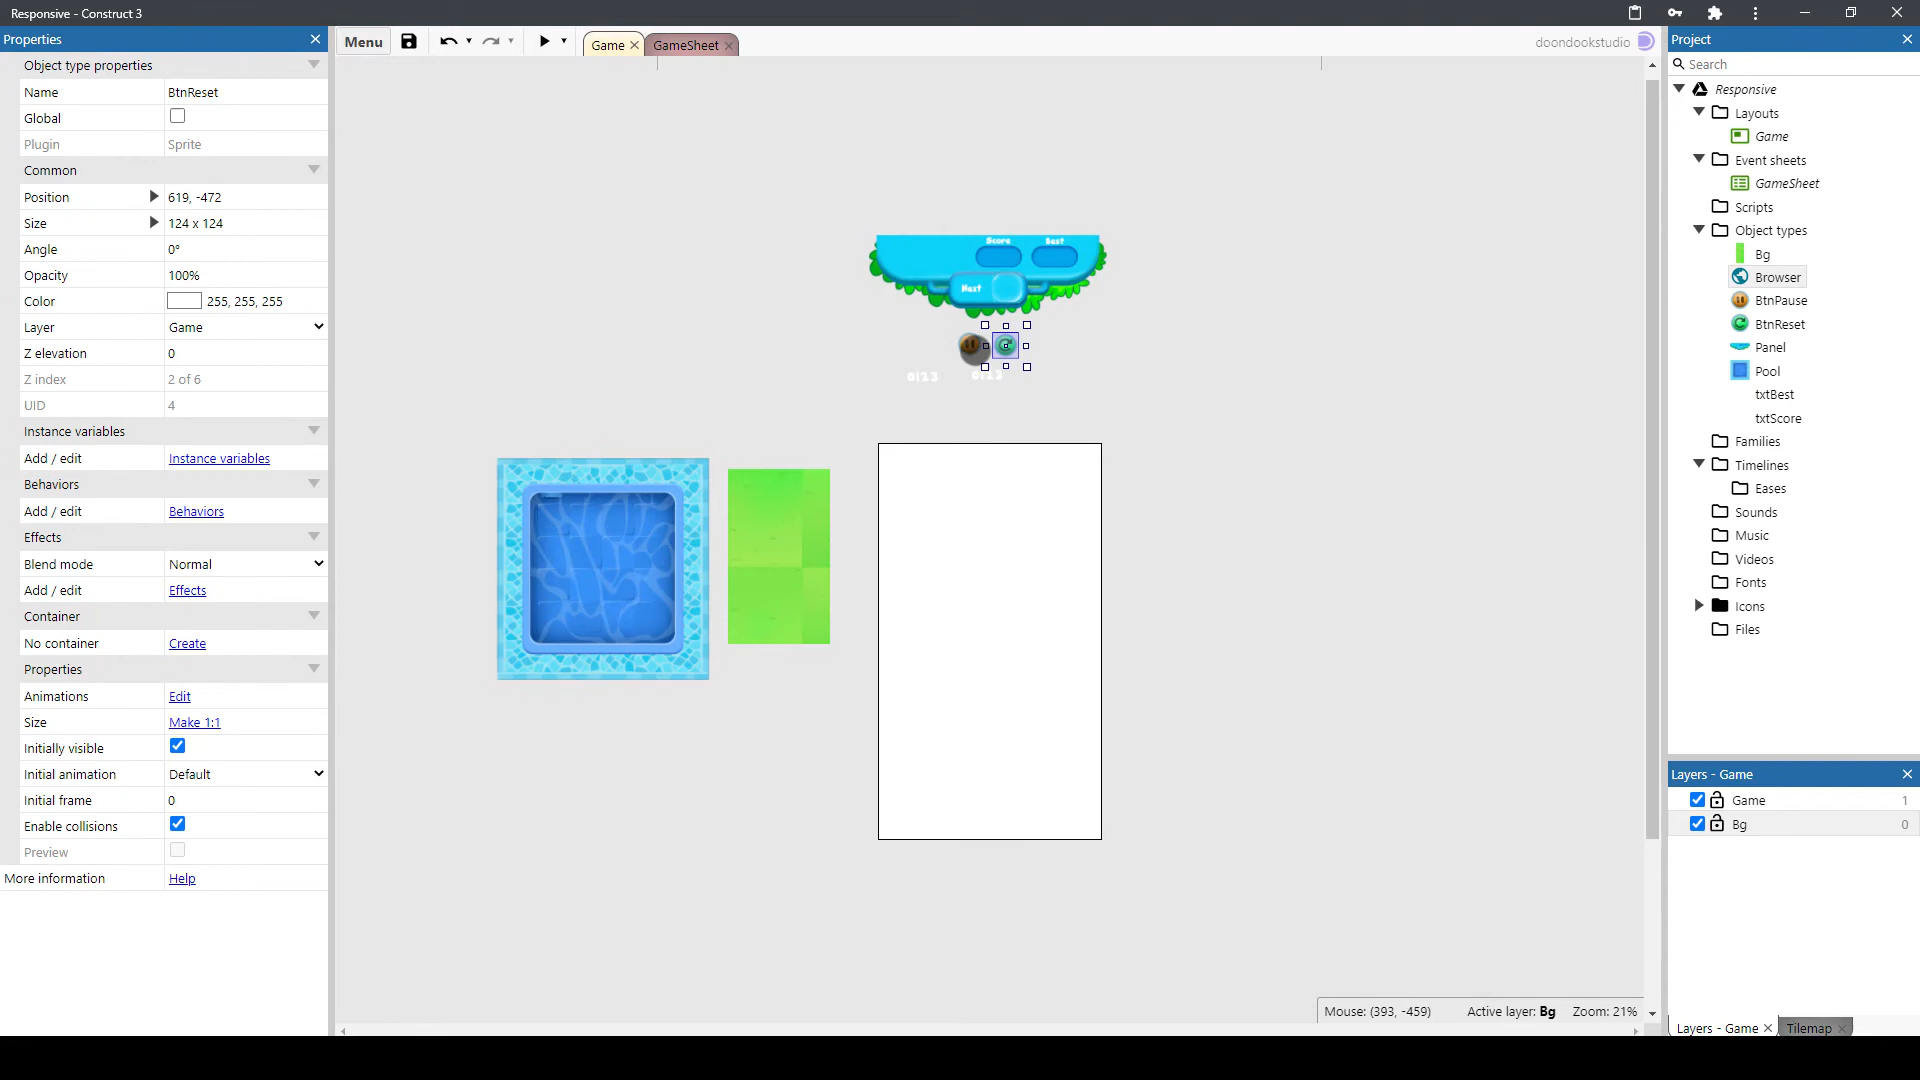 Responsive - Construct 3
Properties
Object type properties
Name BtnReset
Global
Plugin Sprite
Common
Position 619, -472
Size 124 x 124
Angle 0°
Opacity 100%
Color 255, 255, 255
Layer Game
Z elevation 0
Z index 2 of 6
UID 4
Instance variables
Add / edit Instance variables
Behaviors
Add / edit Behaviors
Effects
Blend mode Normal
Add / edit Effects
Container
No container Create
Properties
Animations Edit
Size Make 1:1
Initially visible
Initial animation Default
Initial frame 0
Enable collisions
Preview
More information Help
Menu
Game
GameSheet
doondookstudio
Score Best
Next
0123 0123
Mouse: (393, -459) Active layer: Bg Zoom: 21%
Project
Search
Responsive
Layouts
Game
Event sheets
GameSheet
Scripts
Object types
Bg
Browser
BtnPause
BtnReset
Panel
Pool
txtBest
txtScore
Families
Timelines
Eases
Sounds
Music
Videos
Fonts
Icons
Files
Layers - Game
Game 1
Bg 0
Layers - Game Tilemap